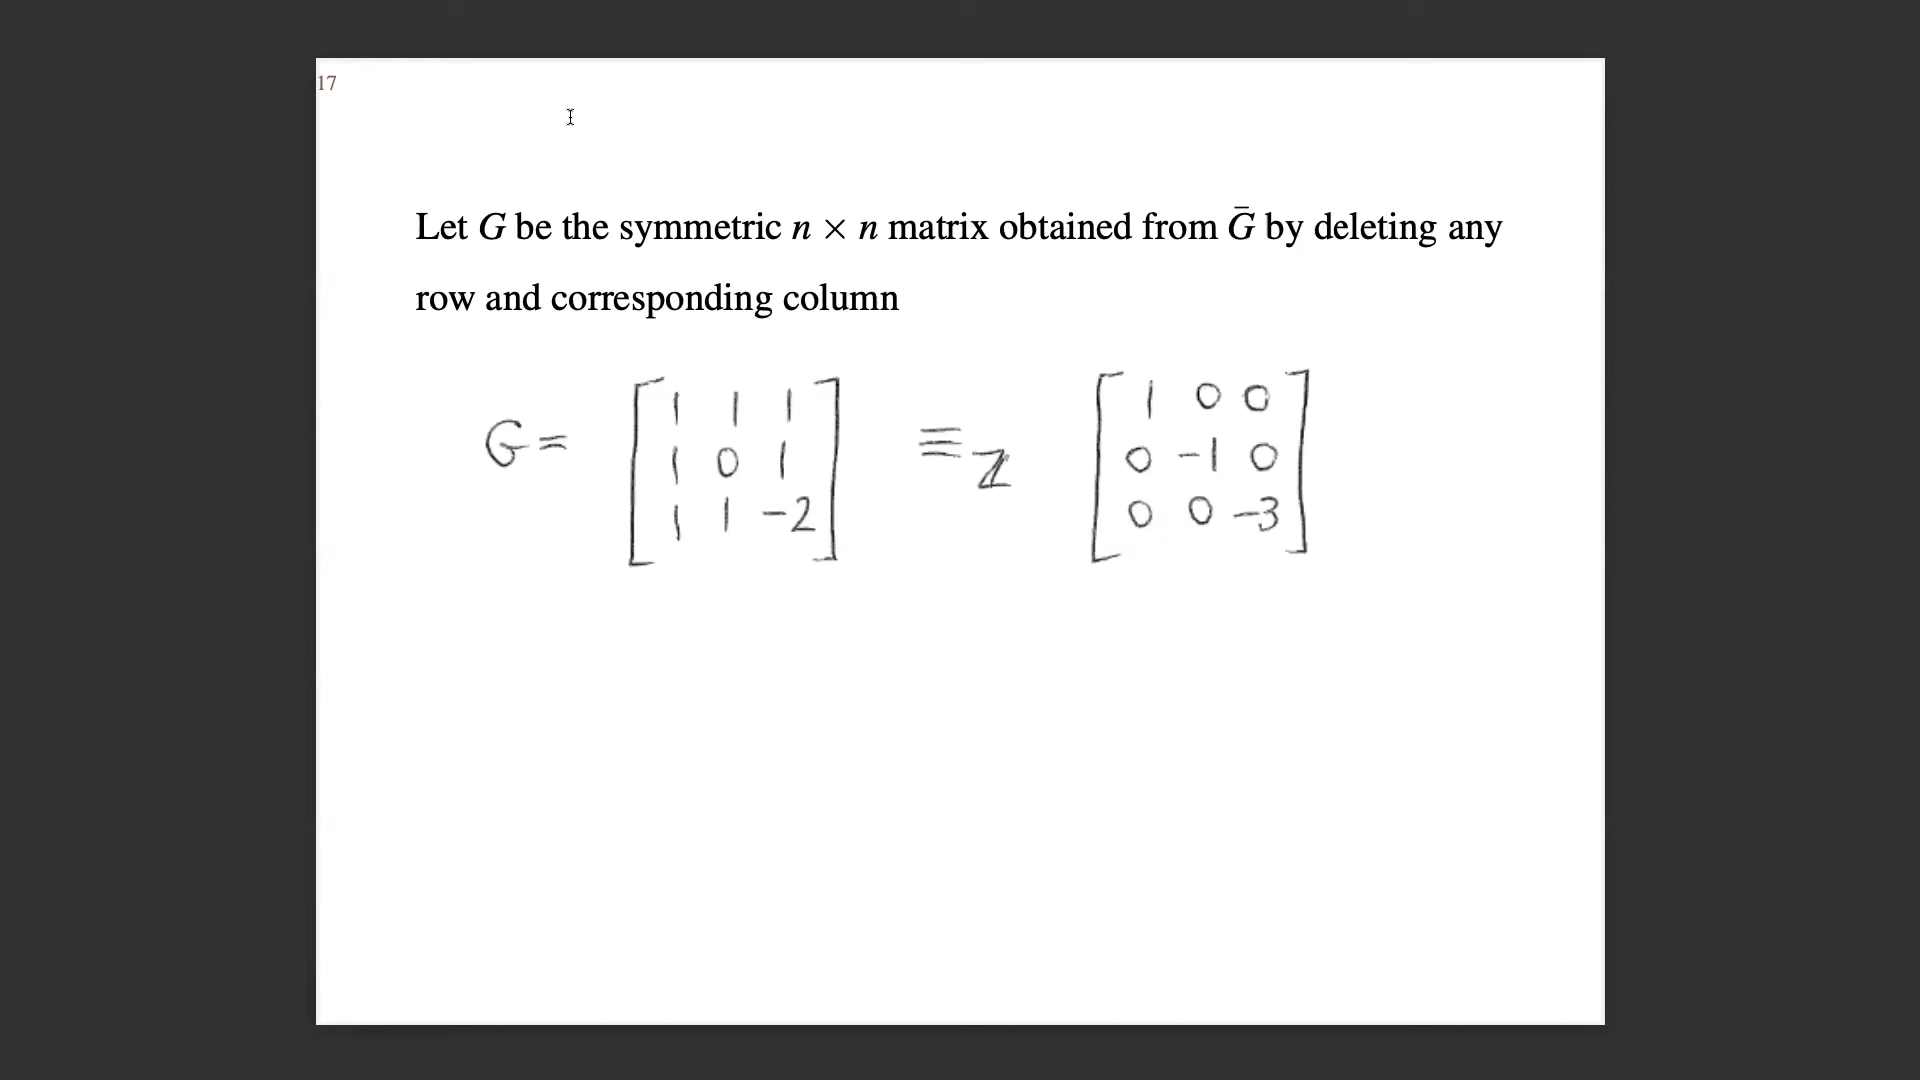 17
Let G be the symmetric n × n matrix obtained from Ḡ by deleting any
row and corresponding column
G = [1 1 1; 1 0 1; 1 1 -2] ≡_ℤ [1 0 0; 0 -1 0; 0 0 -3]